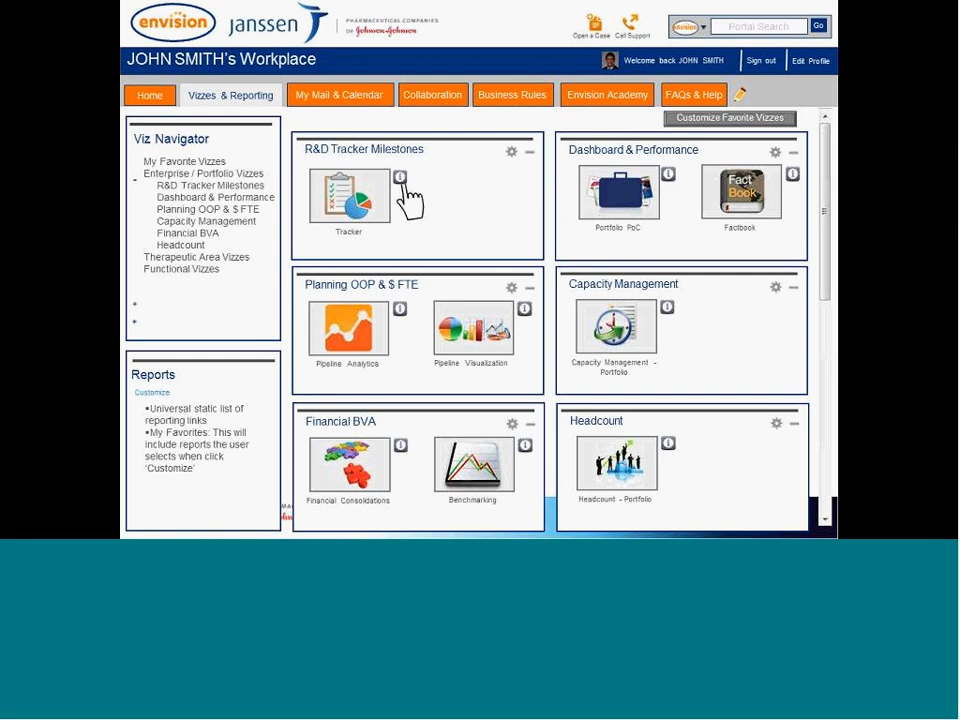 envision
janssen
PHARMACEUTICAL COMPANIES
OF Johnson&Johnson
Open a Case Call Support
envision Portal Search Go
JOHN SMITH's Workplace
Welcome back JOHN SMITH Sign out Edit Profile
Home Vizzes & Reporting My Mail & Calendar Collaboration Business Rules Envision Academy FAQs & Help
Customize Favorite Vizzes
Viz Navigator
My Favorite Vizzes
Enterprise / Portfolio Vizzes
R&D Tracker Milestones
Dashboard & Performance
Planning OOP & $ FTE
Capacity Management
Financial BVA
Headcount
Therapeutic Area Vizzes
Functional Vizzes
Reports
Customize
▪Universal static list of
reporting links
▪My Favorites: This will
include reports the user
selects when click
‘Customize’
R&D Tracker Milestones
Tracker
Dashboard & Performance
Fact
Book
Portfolio PoC Factbook
Planning OOP & $ FTE
Pipeline Analytics Pipeline Visualization
Capacity Management
Capacity Management –
Portfolio
Financial BVA
Financial Consolidations Benchmarking
Headcount
Headcount – Portfolio